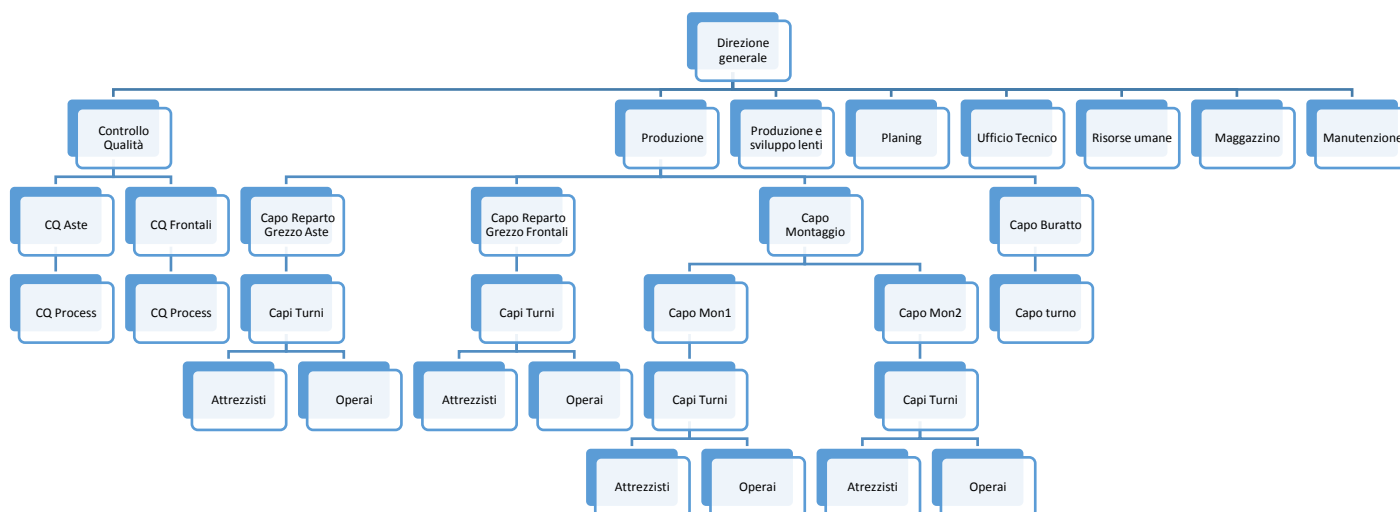 Direzione
generale
Controllo
Qualità
Produzione
Produzione e
sviluppo lenti
Planing
Ufficio Tecnico
Risorse umane
Maggazzino
Manutenzione
CQ Aste
CQ Frontali
Capo Reparto
Grezzo Aste
Capo Reparto
Grezzo Frontali
Capo
Montaggio
Capo Buratto
CQ Process
CQ Process
Capi Turni
Capi Turni
Capo Mon1
Capo Mon2
Capo turno
Attrezzisti
Operai
Attrezzisti
Operai
Capi Turni
Capi Turni
Attrezzisti
Operai
Atrezzisti
Operai